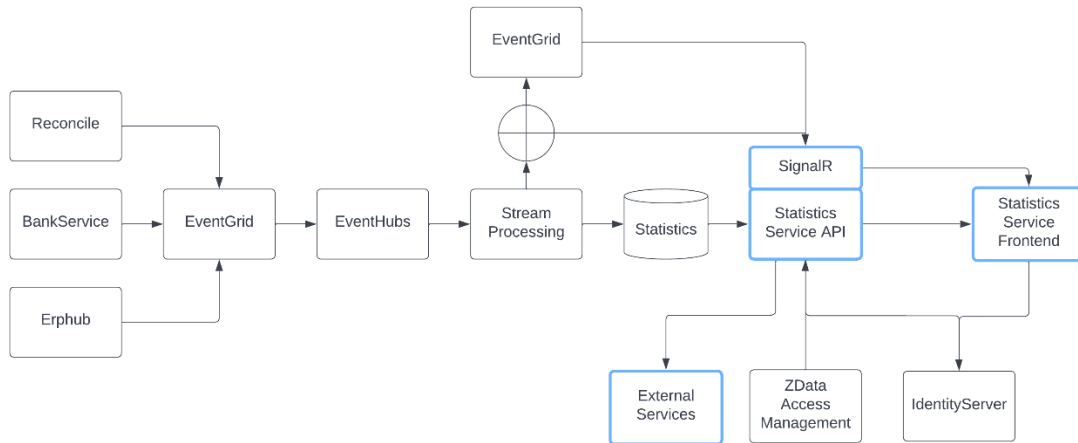 EventGrid
Reconcile
SignalR
BankService
EventGrid
EventHubs
Stream
Processing
Statistics
Statistics
Service API
Statistics
Service
Frontend
Erphub
External
Services
ZData
Access
Management
IdentityServer